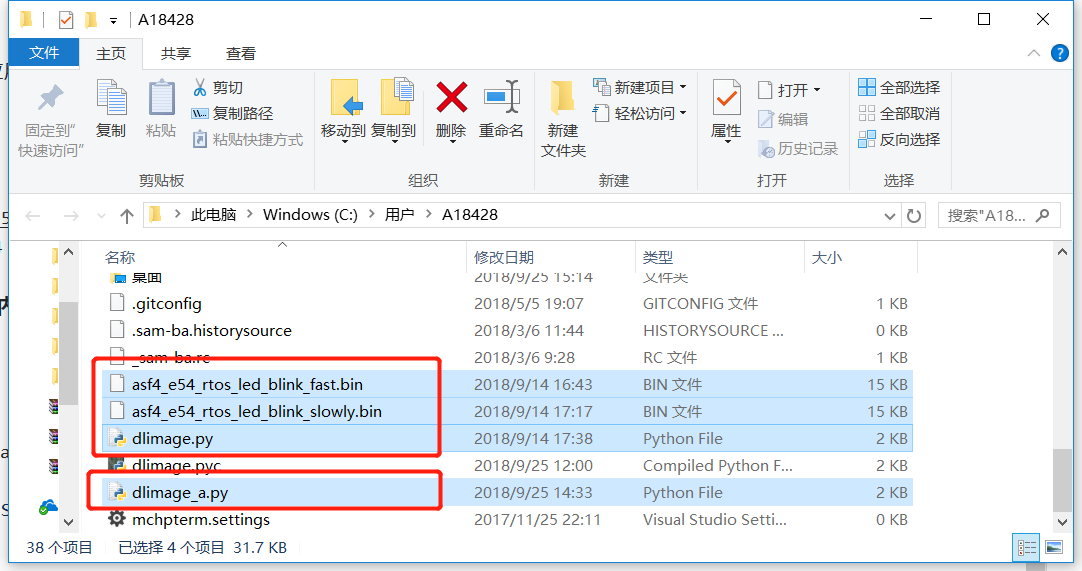 A18428
文件 主页 共享 查看
固定到"快速访问" 复制 粘贴 剪切 复制路径 粘贴快捷方式
移动到 复制到 删除 重命名
新建文件夹 新建项目 轻松访问
属性 打开 编辑 历史记录
全部选择 全部取消 反向选择
剪贴板 组织 新建 打开 选择
此电脑 > Windows (C:) > 用户 > A18428 搜索"A18...
名称 修改日期 类型 大小
桌面 2018/9/25 15:14 文件夹
.gitconfig 2018/5/5 19:07 GITCONFIG 文件 1 KB
.sam-ba.historysource 2018/3/6 11:44 HISTORYSOURCE ... 0 KB
_sam-ba.rc 2018/3/6 9:28 RC 文件 1 KB
asf4_e54_rtos_led_blink_fast.bin 2018/9/14 16:43 BIN 文件 15 KB
asf4_e54_rtos_led_blink_slowly.bin 2018/9/14 17:17 BIN 文件 15 KB
dlimage.py 2018/9/14 17:38 Python File 2 KB
dlimage.pyc 2018/9/25 12:00 Compiled Python F... 2 KB
dlimage_a.py 2018/9/25 14:33 Python File 2 KB
mchpterm.settings 2017/11/25 22:11 Visual Studio Setti... 0 KB
38 个项目 已选择 4 个项目 31.7 KB